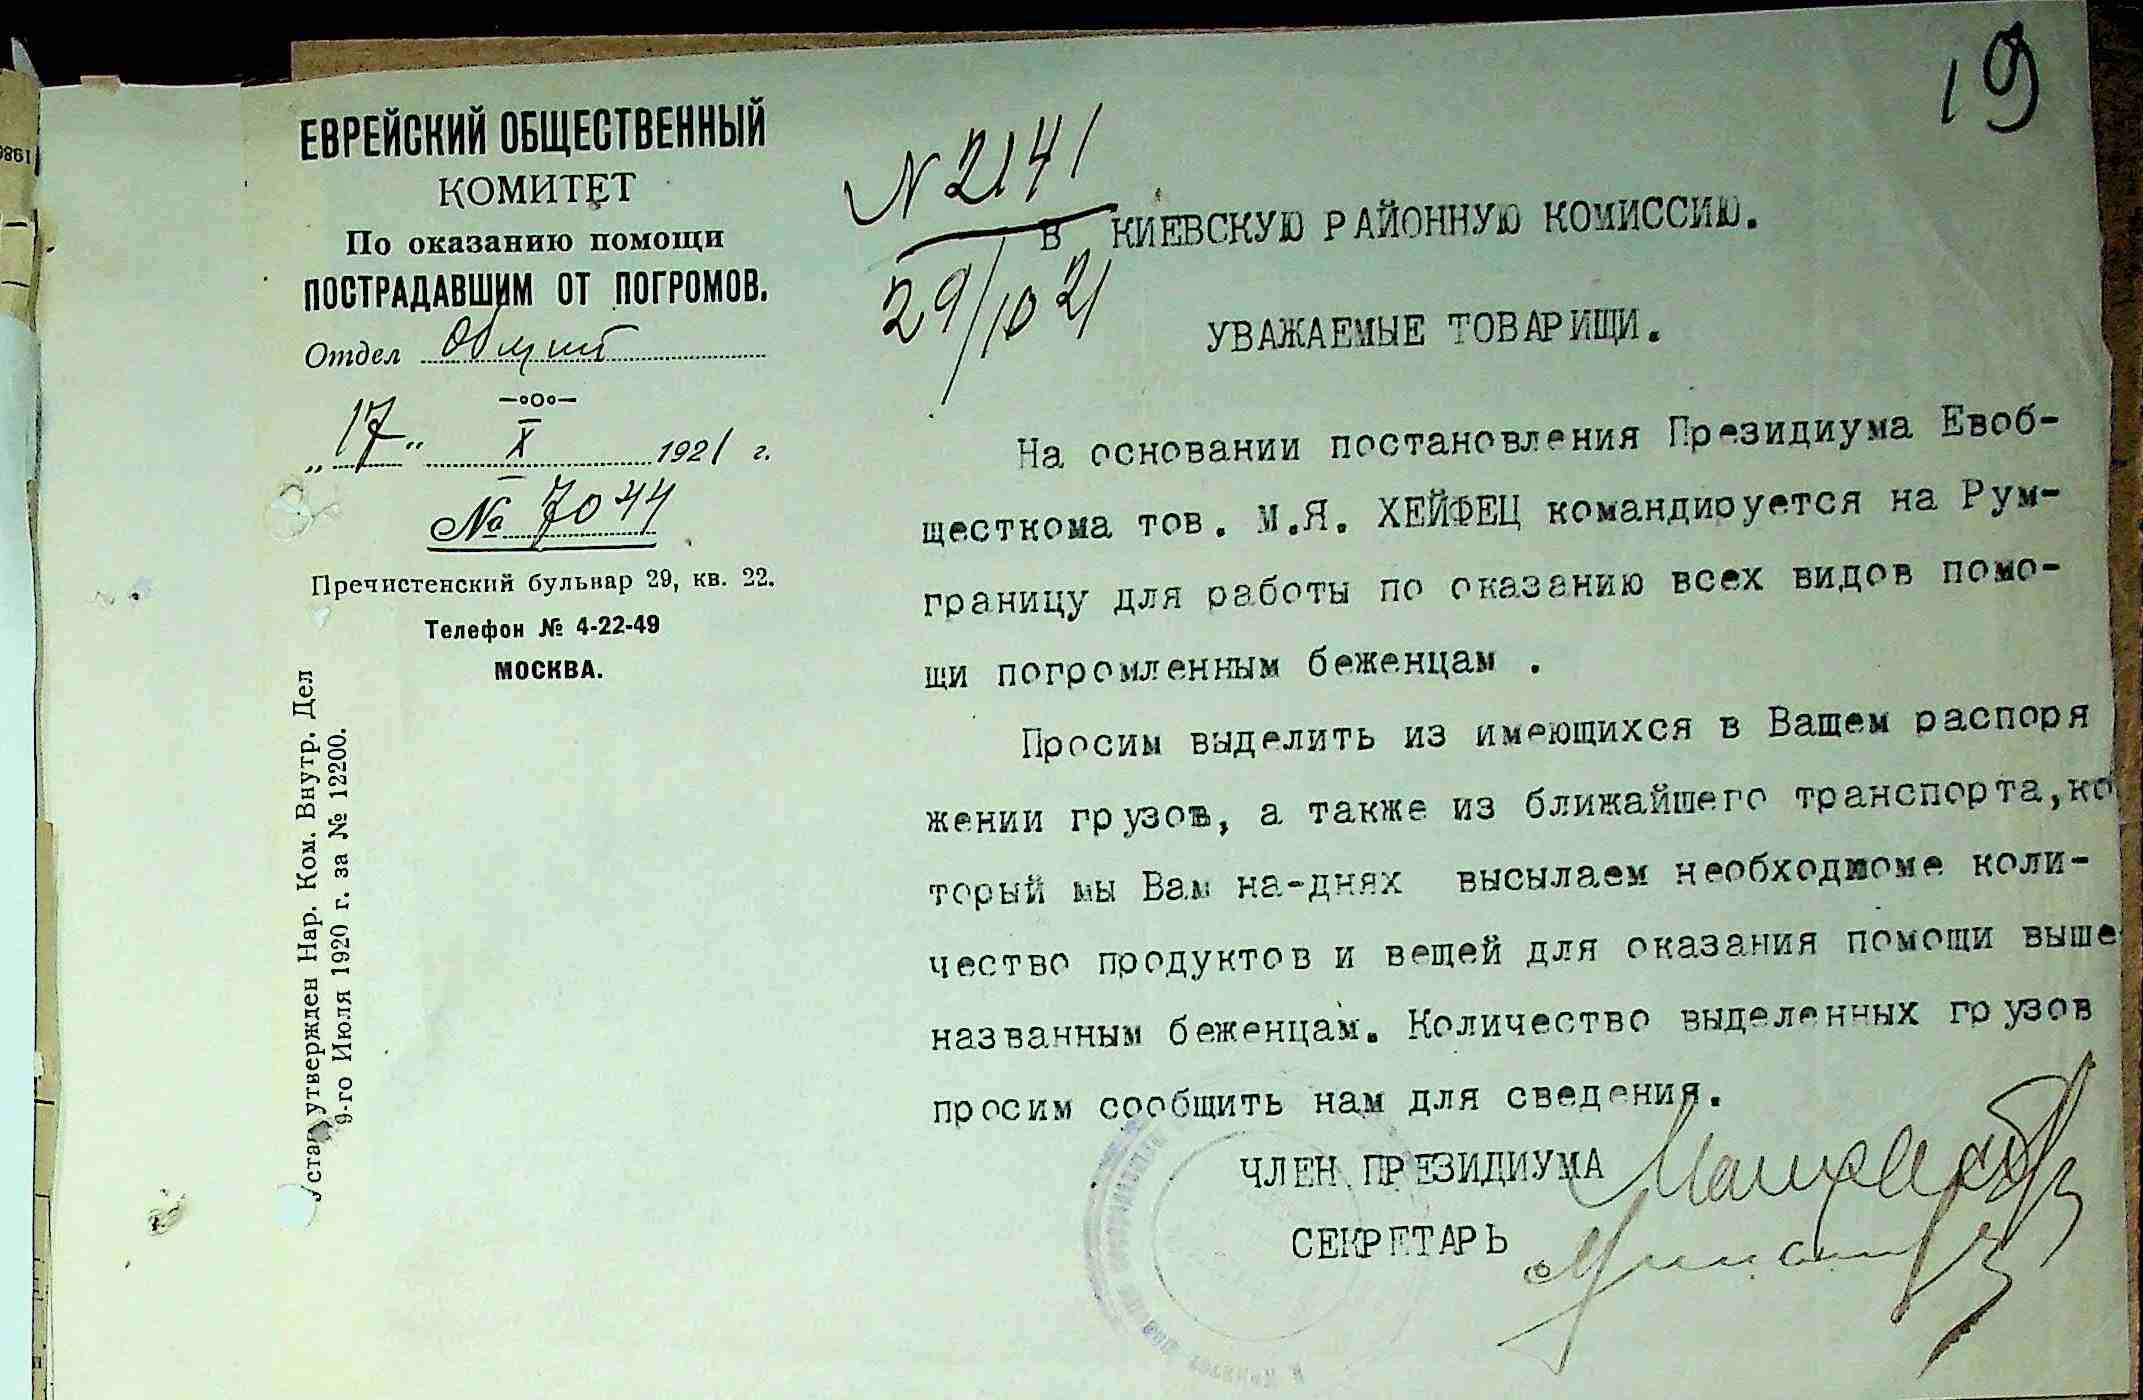 19
ЕВРЕЙСКИЙ ОБЩЕСТВЕННЫЙ
КОМИТЕТ
По оказанию помощи
ПОСТРАДАВШИМ ОТ ПОГРОМОВ.
Отдел Общий
—oOo—
„17" X 1921 г.
№ 7044
Пречистенский бульвар 29, кв. 22.
Телефон № 4-22-49
МОСКВА.
Устав утвержден Нар. Ком. Внутр. Дел
9-го Июля 1920 г. за № 12200.
N 2141
29/10 21
В КИЕВСКУЮ РАЙОННУЮ КОМИССИЮ.
УВАЖАЕМЫЕ ТОВАРИЩИ.
На основании постановления Президиума Евоб-
щесткома тов. М.Я. ХЕЙФЕЦ командируется на Рум-
границу для работы по оказанию всех видов помо-
щи погромленным беженцам .
Просим выделить из имеющихся в Вашем распоря
жении грузов, а также из ближайшего транспорта,ко
торый мы Вам на-днях высылаем необходимоме коли-
чество продуктов и вещей для оказания помощи выше
названным беженцам. Количество выделенных грузов
просим сообщить нам для сведения.
ЧЛЕН ПРЕЗИДИУМА
СЕКРЕТАРЬ